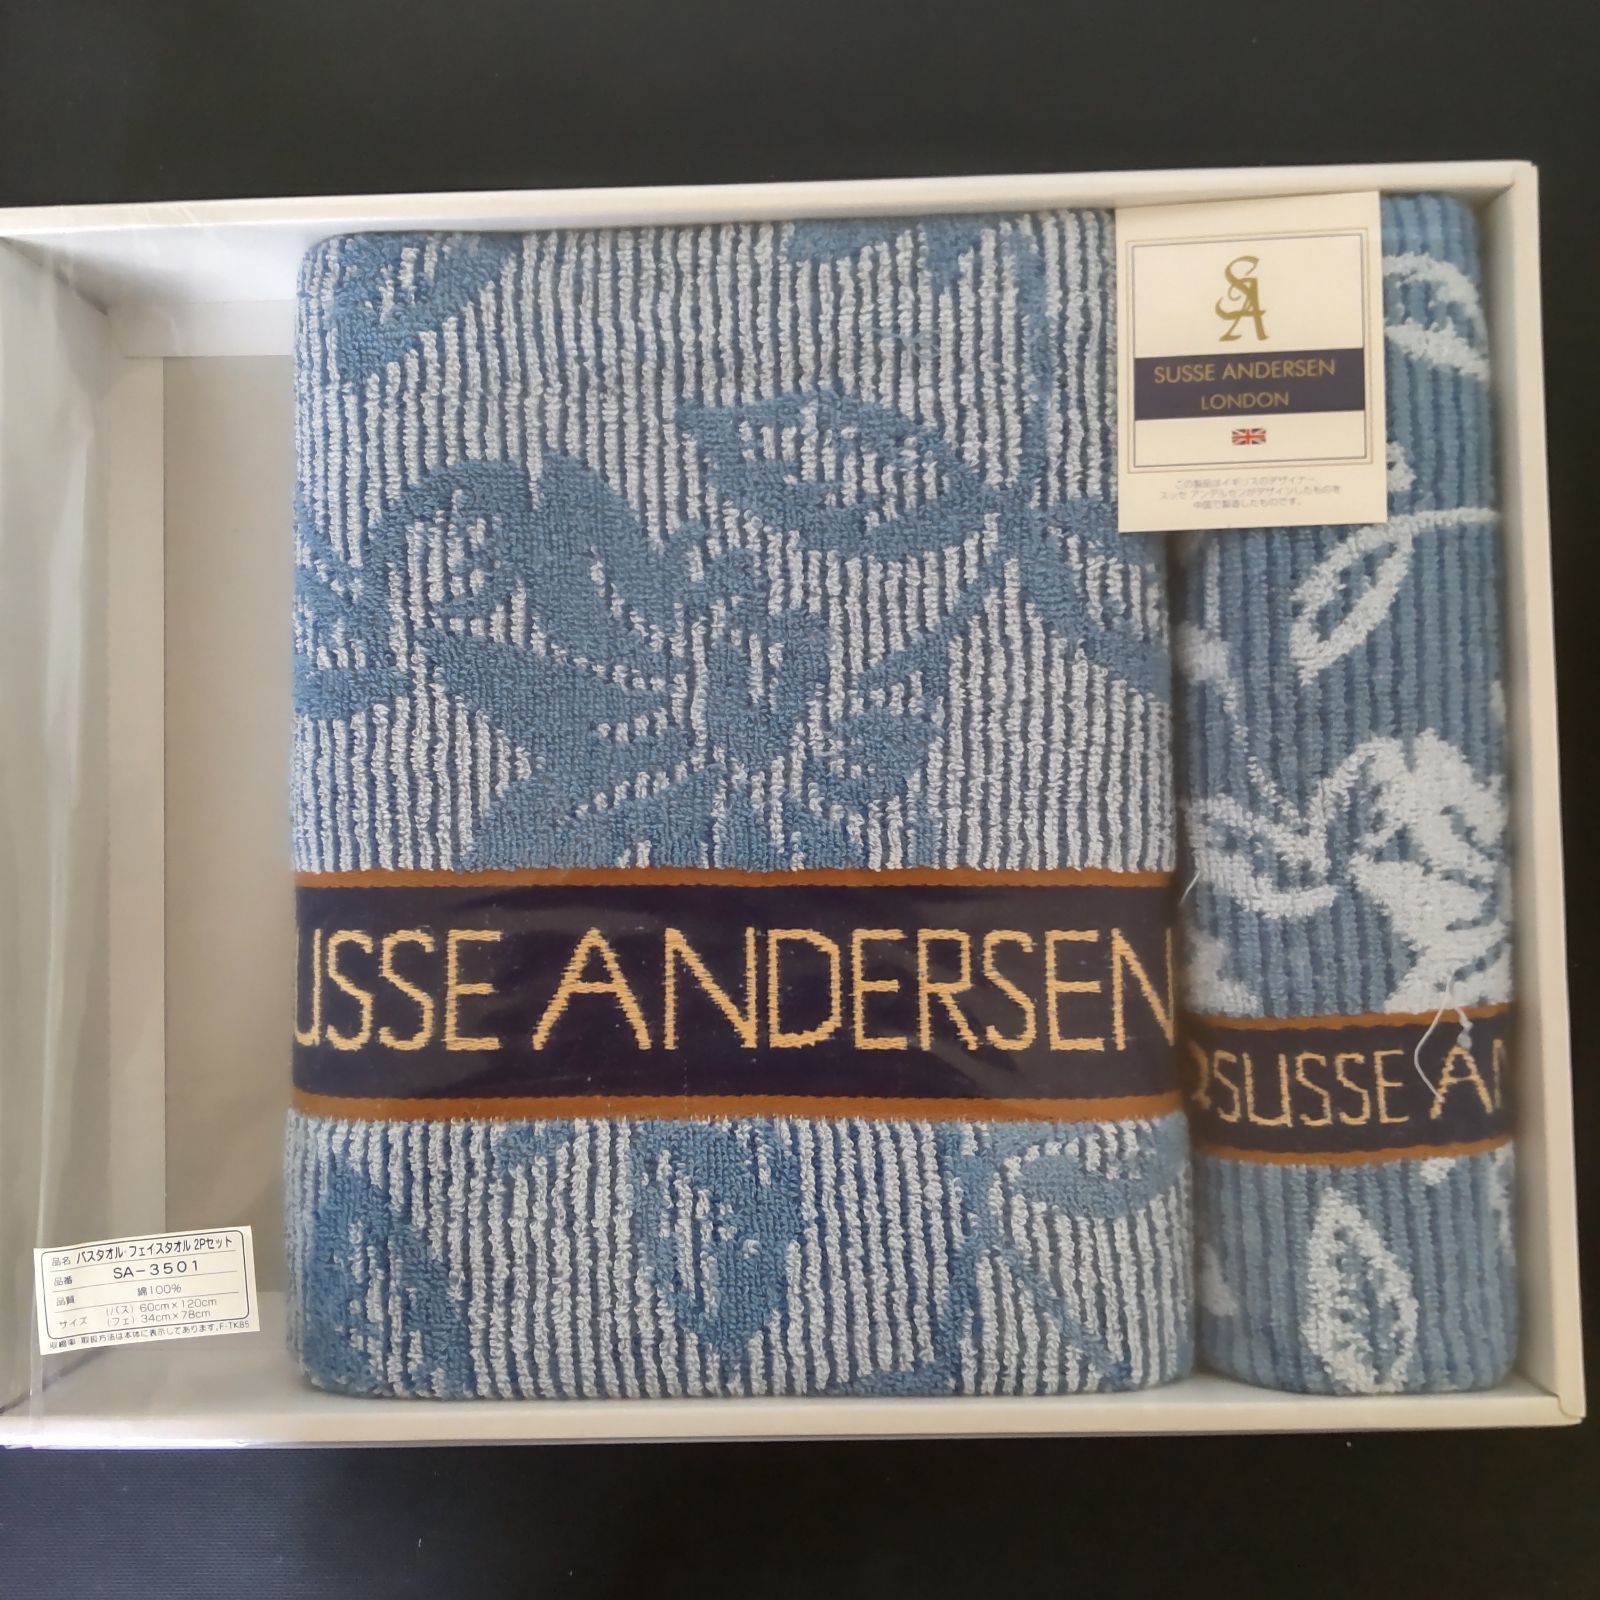 SA
SUSSE ANDERSEN
LONDON
この製品はイギリスのデザイナー
スッセ アンデルセンがデザインしたものを
中国で製造したものです。
USSE ANDERSEN
SUSSE AN
品名 バスタオル・フェイスタオル 2Pセット
品番 SA-3501
品質 綿100%
サイズ (バス) 60cm×120cm
(フェ) 34cm×78cm
取扱方法は本体に表示してあります。F-TK85